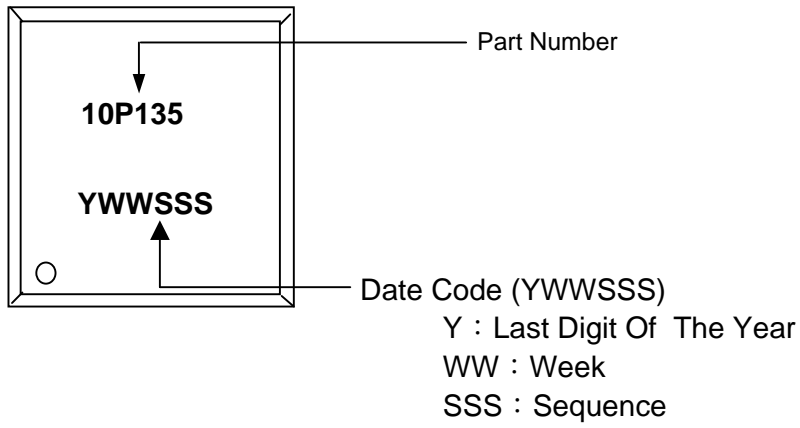 Part Number
10P135
YWWSSS
Date Code (YWWSSS)
Y：Last Digit Of The Year
WW：Week
SSS：Sequence